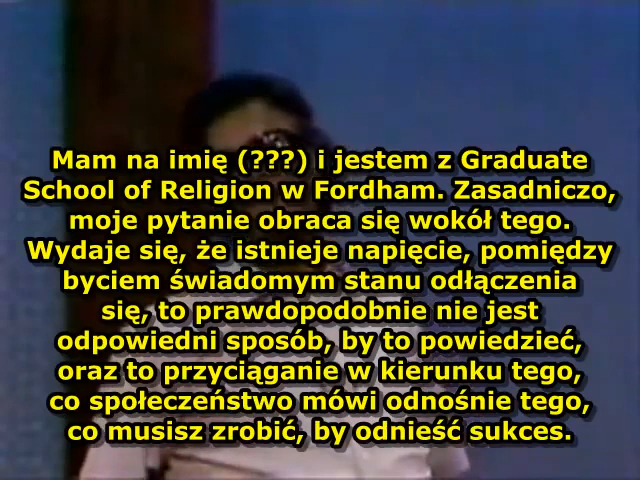 Mam na imię (???) i jestem z Graduate
School of Religion w Fordham. Zasadniczo,
moje pytanie obraca się wokół tego.
Wydaje się, że istnieje napięcie, pomiędzy
byciem świadomym stanu odłączenia
się, to prawdopodobnie nie jest
odpowiedni sposób, by to powiedzieć,
oraz to przyciąganie w kierunku tego,
co społeczeństwo mówi odnośnie tego,
co musisz zrobić, by odnieść sukces.